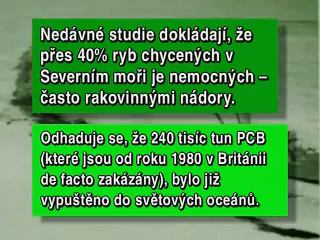 Nedávné studie dokládají, že
přes 40% ryb chycených v
Severním moři je nemocných –
často rakovinnými nádory.
Odhaduje se, že 240 tisíc tun PCB
(které jsou od roku 1980 v Británii
de facto zakázány), bylo již
vypuštěno do světových oceánů.